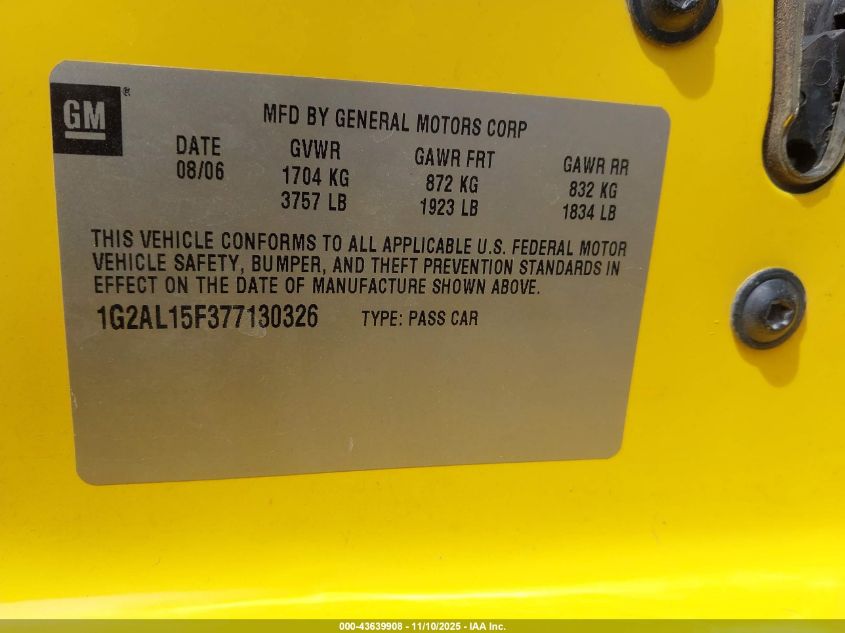 GM®
MFD BY GENERAL MOTORS CORP
DATE GVWR GAWR FRT GAWR RR
08/06 1704 KG 872 KG 832 KG
3757 LB 1923 LB 1834 LB
THIS VEHICLE CONFORMS TO ALL APPLICABLE U.S. FEDERAL MOTOR
VEHICLE SAFETY, BUMPER, AND THEFT PREVENTION STANDARDS IN
EFFECT ON THE DATE OF MANUFACTURE SHOWN ABOVE.
1G2AL15F377130326 TYPE: PASS CAR
000-43639908 - 11/10/2025 - IAA Inc.